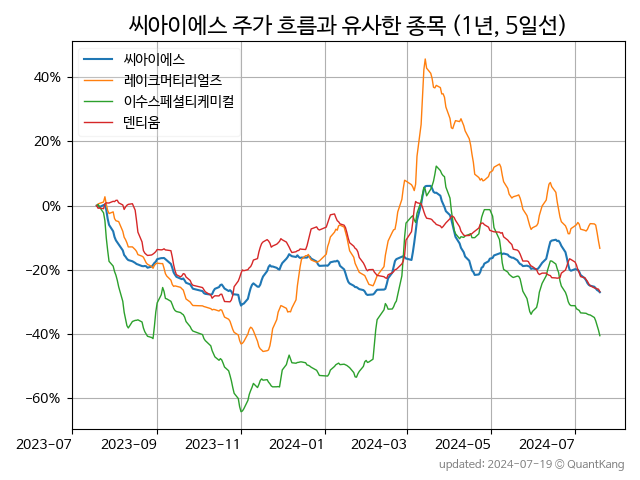 씨아이에스 주가 흐름과 유사한 종목 (1년, 5일선)
씨아이에스
레이크머티리얼즈
이수스페셜티케미컬
덴티움
40%
20%
0%
−20%
−40%
−60%
2023-07 2023-09 2023-11 2024-01 2024-03 2024-05 2024-07
updated: 2024-07-19 © QuantKang